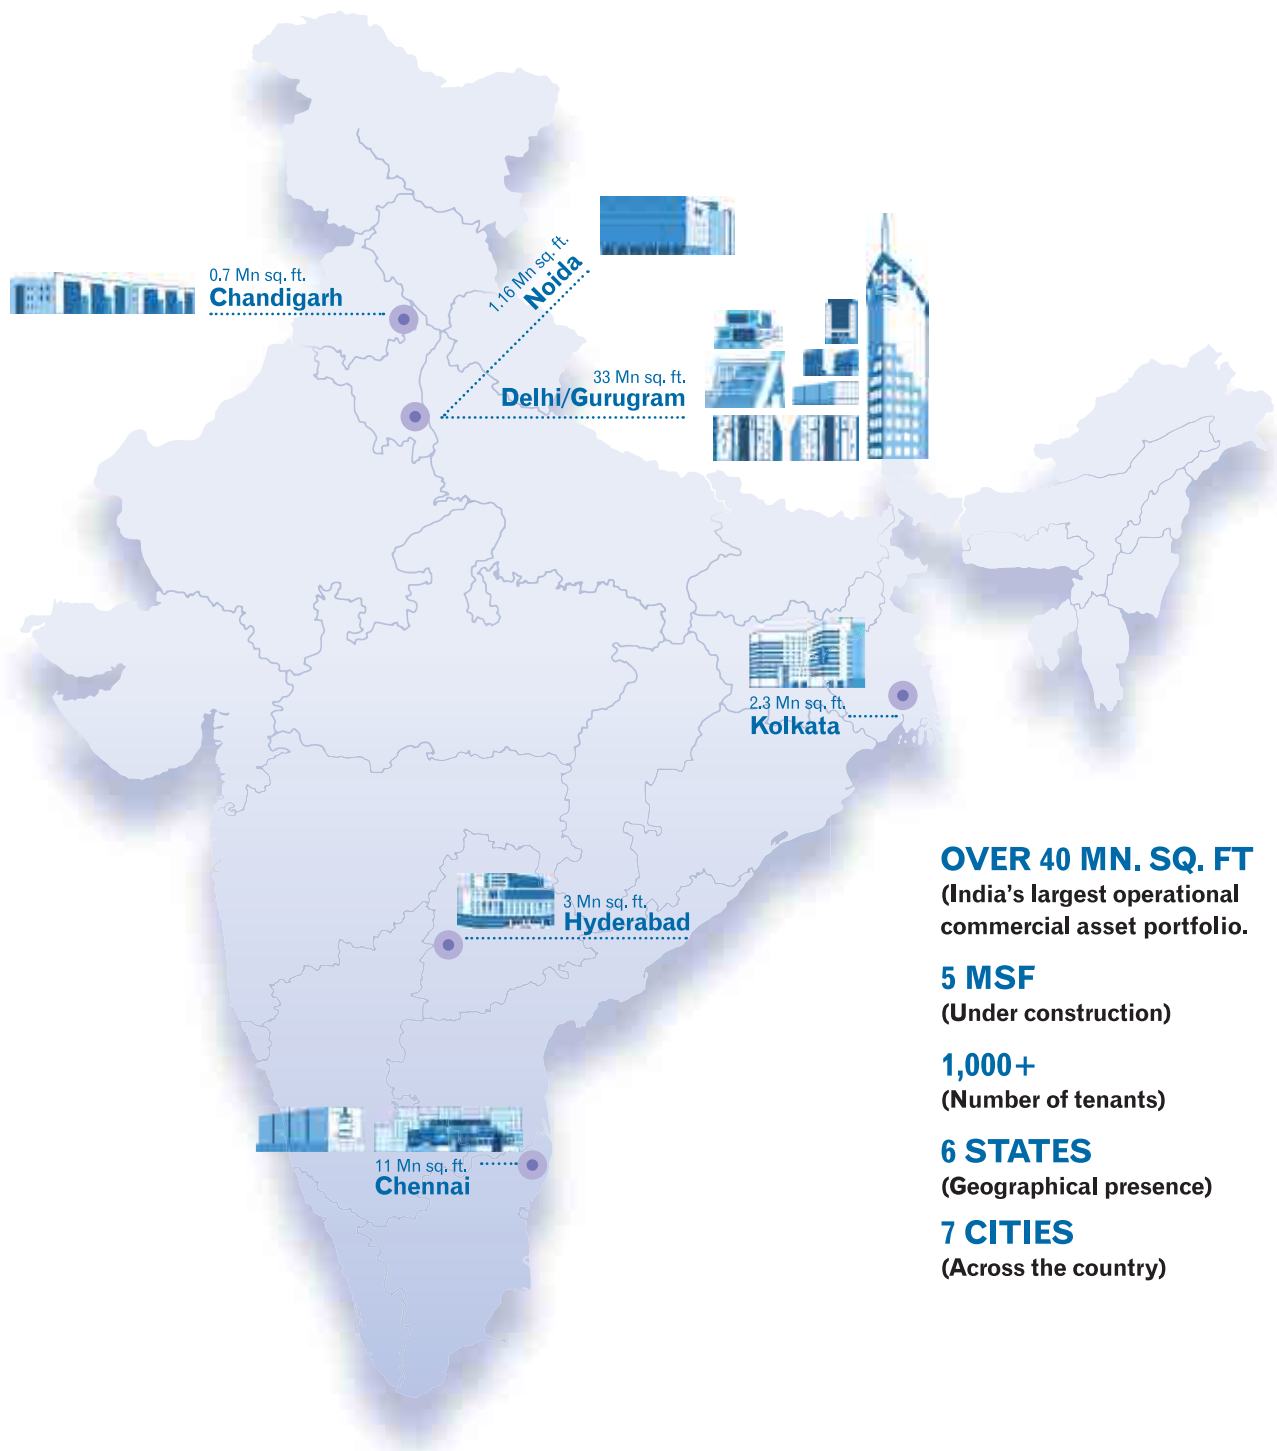 1.16 Mn sq. ft.
Noida
0.7 Mn sq. ft.
Chandigarh
33 Mn sq. ft.
Delhi/Gurugram
2.3 Mn sq. ft.
Kolkata
3 Mn sq. ft.
Hyderabad
11 Mn sq. ft.
Chennai
OVER 40 MN. SQ. FT
(India's largest operational
commercial asset portfolio.
5 MSF
(Under construction)
1,000+
(Number of tenants)
6 STATES
(Geographical presence)
7 CITIES
(Across the country)